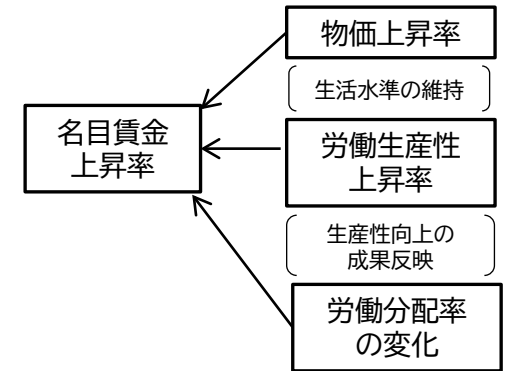 物価上昇率
生活水準の維持
名目賃金
上昇率
労働生産性
上昇率
生産性向上の
成果反映
労働分配率
の変化